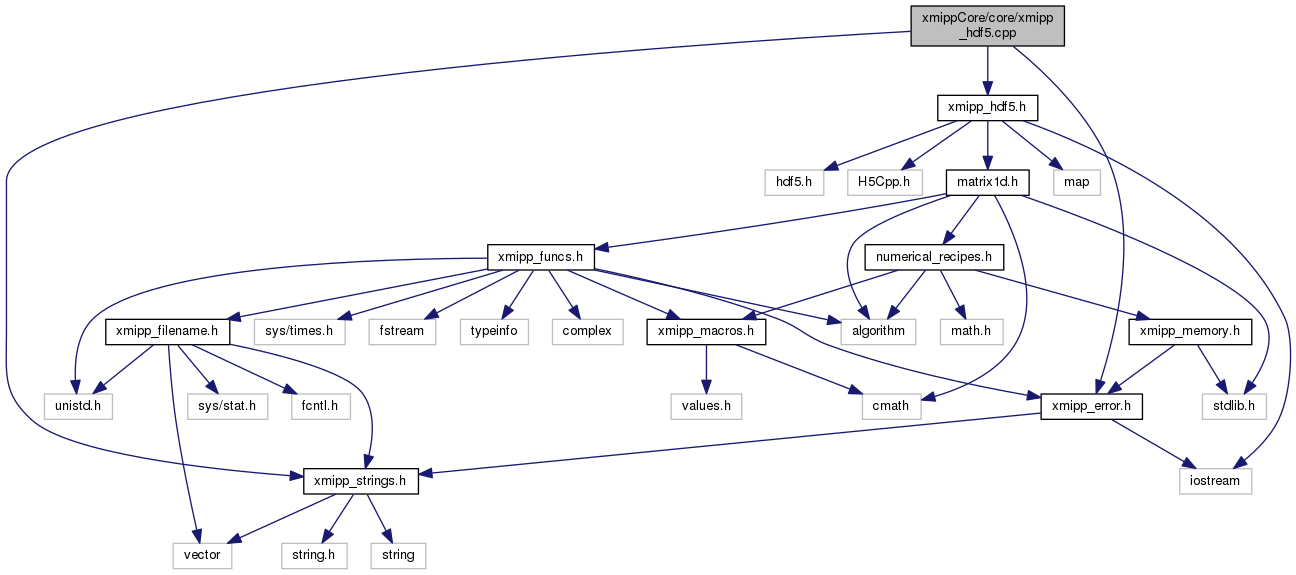 xmippCore/core/xmipp
_hdf5.cpp
xmipp_hdf5.h
hdf5.h
H5Cpp.h
matrix1d.h
map
xmipp_funcs.h
numerical_recipes.h
xmipp_filename.h
sys/times.h
fstream
typeinfo
complex
xmipp_macros.h
algorithm
math.h
xmipp_memory.h
unistd.h
sys/stat.h
fcntl.h
values.h
cmath
xmipp_error.h
stdlib.h
xmipp_strings.h
iostream
vector
string.h
string